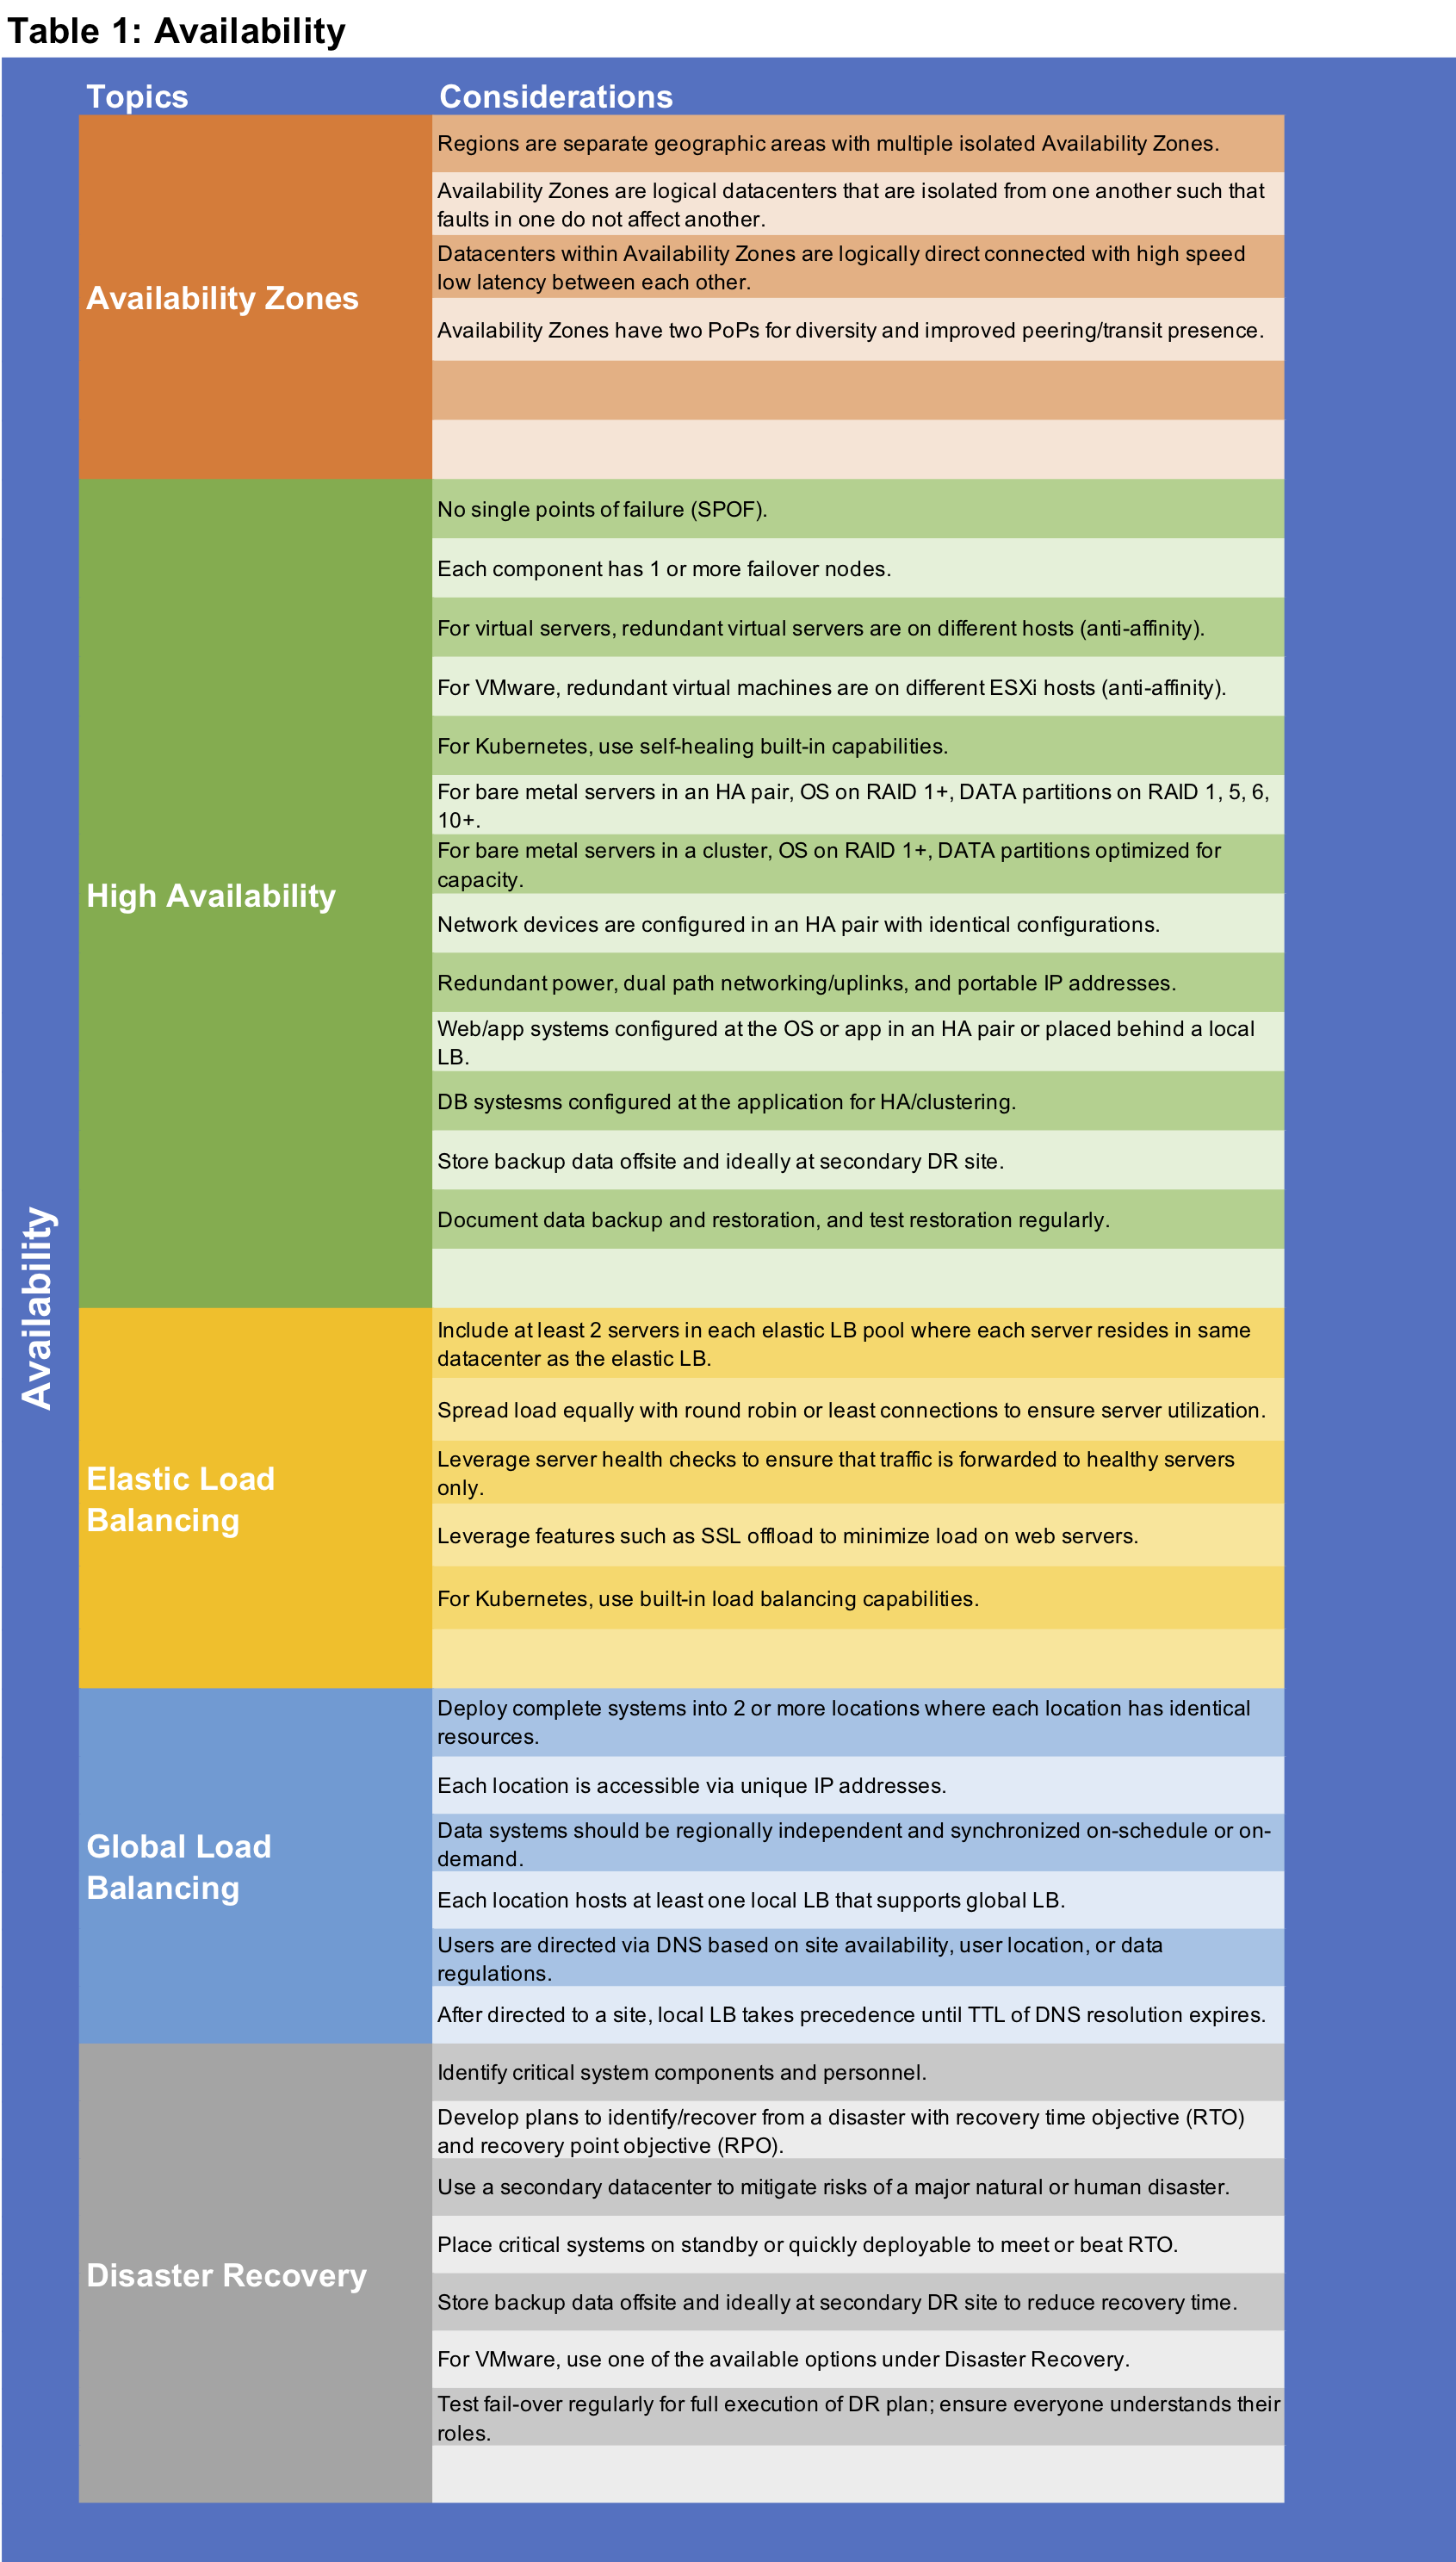 Table 1: Availability
Topics
Considerations
Availability
Availability Zones
Regions are separate geographic areas with multiple isolated Availability Zones.
Availability Zones are logical datacenters that are isolated from one another such that
faults in one do not affect another.
Datacenters within Availability Zones are logically direct connected with high speed
low latency between each other.
Availability Zones have two PoPs for diversity and improved peering/transit presence.
High Availability
No single points of failure (SPOF).
Each component has 1 or more failover nodes.
For virtual servers, redundant virtual servers are on different hosts (anti-affinity).
For VMware, redundant virtual machines are on different ESXi hosts (anti-affinity).
For Kubernetes, use self-healing built-in capabilities.
For bare metal servers in an HA pair, OS on RAID 1+, DATA partitions on RAID 1, 5, 6,
10+.
For bare metal servers in a cluster, OS on RAID 1+, DATA partitions optimized for
capacity.
Network devices are configured in an HA pair with identical configurations.
Redundant power, dual path networking/uplinks, and portable IP addresses.
Web/app systems configured at the OS or app in an HA pair or placed behind a local
LB.
DB systesms configured at the application for HA/clustering.
Store backup data offsite and ideally at secondary DR site.
Document data backup and restoration, and test restoration regularly.
Elastic Load
Balancing
Include at least 2 servers in each elastic LB pool where each server resides in same
datacenter as the elastic LB.
Spread load equally with round robin or least connections to ensure server utilization.
Leverage server health checks to ensure that traffic is forwarded to healthy servers
only.
Leverage features such as SSL offload to minimize load on web servers.
For Kubernetes, use built-in load balancing capabilities.
Global Load
Balancing
Deploy complete systems into 2 or more locations where each location has identical
resources.
Each location is accessible via unique IP addresses.
Data systems should be regionally independent and synchronized on-schedule or on-
demand.
Each location hosts at least one local LB that supports global LB.
Users are directed via DNS based on site availability, user location, or data
regulations.
After directed to a site, local LB takes precedence until TTL of DNS resolution expires.
Disaster Recovery
Identify critical system components and personnel.
Develop plans to identify/recover from a disaster with recovery time objective (RTO)
and recovery point objective (RPO).
Use a secondary datacenter to mitigate risks of a major natural or human disaster.
Place critical systems on standby or quickly deployable to meet or beat RTO.
Store backup data offsite and ideally at secondary DR site to reduce recovery time.
For VMware, use one of the available options under Disaster Recovery.
Test fail-over regularly for full execution of DR plan; ensure everyone understands their
roles.